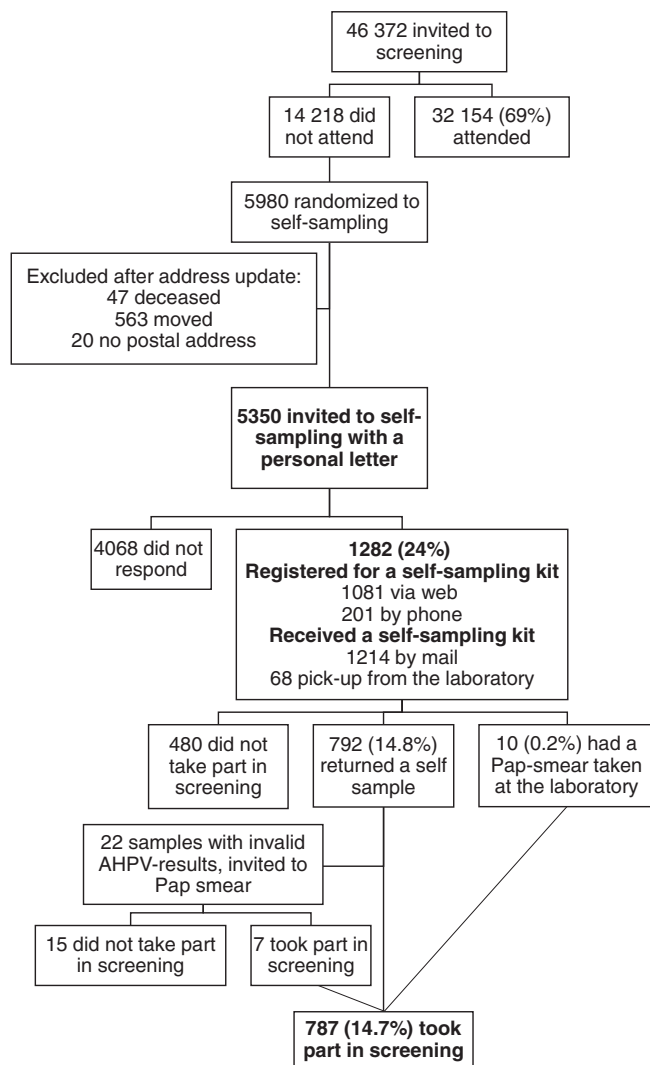 46 372 invited to
screening
14 218 did
not attend
32 154 (69%)
attended
5980 randomized to
self-sampling
Excluded after address update:
47 deceased
563 moved
20 no postal address
5350 invited to self-
sampling with a
personal letter
4068 did not
respond
1282 (24%)
Registered for a self-sampling kit
1081 via web
201 by phone
Received a self-sampling kit
1214 by mail
68 pick-up from the laboratory
480 did not
take part in
screening
792 (14.8%)
returned a self
sample
10 (0.2%) had a
Pap-smear taken
at the laboratory
22 samples with invalid
AHPV-results, invited to
Pap smear
15 did not take part
in screening
7 took part in
screening
787 (14.7%) took
part in screening